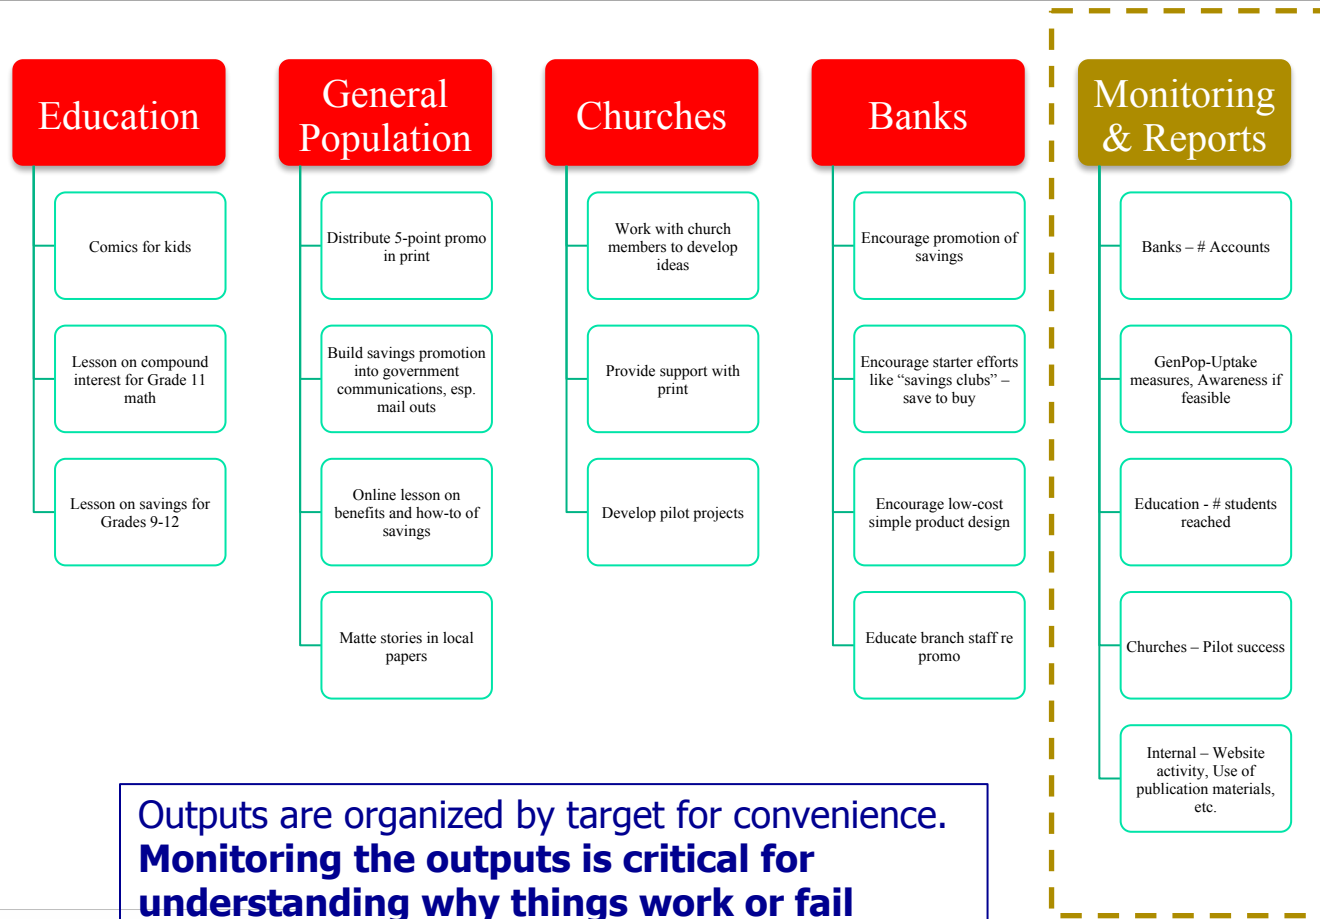 Education
Comics for kids
Lesson on compound
interest for Grade 11
math
Lesson on savings for
Grades 9-12
General
Population
Distribute 5-point promo
in print
Build savings promotion
into government
communications, esp.
mail outs
Online lesson on
benefits and how-to of
savings
Matte stories in local
papers
Churches
Work with church
members to develop
ideas
Provide support with
print
Develop pilot projects
Banks
Encourage promotion of
savings
Encourage starter efforts
like “savings clubs” –
save to buy
Encourage low-cost
simple product design
Educate branch staff re
promo
Monitoring
& Reports
Banks – # Accounts
GenPop-Uptake
measures, Awareness if
feasible
Education - # students
reached
Churches – Pilot success
Internal – Website
activity, Use of
publication materials,
etc.
Outputs are organized by target for convenience.
Monitoring the outputs is critical for
understanding why things work or fail